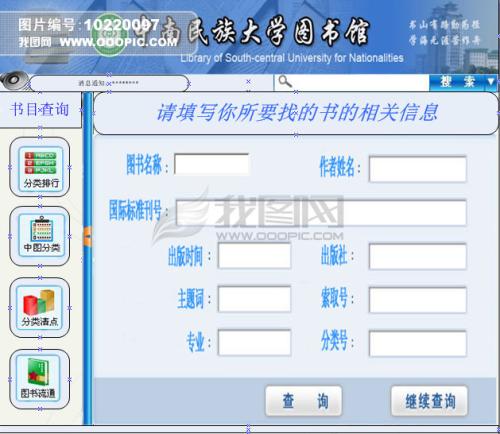 图片编号:10220097
我图网 WWW.OOOPIC.COM
中南民族大学图书馆
Library of South-central University for Nationalities
书山有路勤为径
学海无涯苦作舟
消息通知:********
搜 索
书目查询
请填写你所要找的书的相关信息
分类排行
中图分类
分类清点
图书流通
图书名称:
作者姓名:
国际标准刊号:
我图网
WWW.OOOPIC.COM
出版时间:
出版社:
主题词:
索取号:
专业:
分类号:
查 询
继续查询